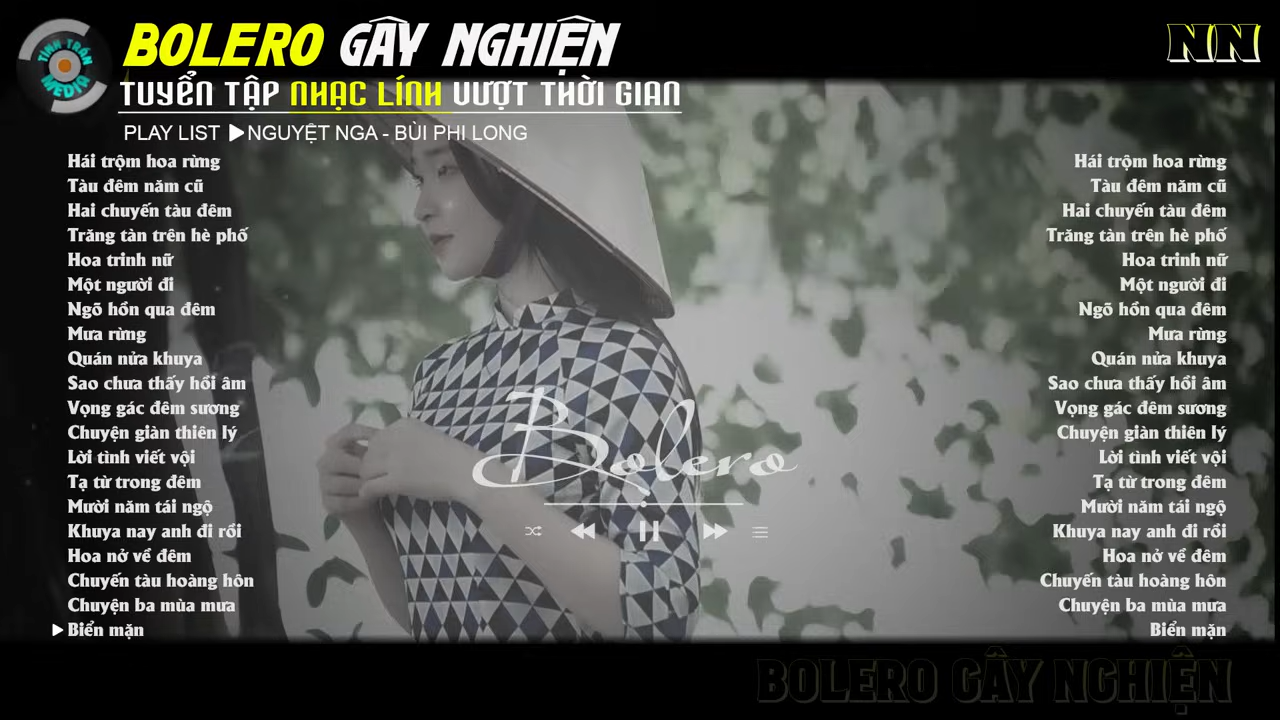 TÌNH TRẦN
MEDIA
BOLERO GÂY NGHIỆN
NN
TUYỂN TẬP NHẠC LÍNH VƯỢT THỜI GIAN
PLAY LIST ▶NGUYỆT NGA - BÙI PHI LONG
Hái trộm hoa rừng
Tàu đêm năm cũ
Hai chuyến tàu đêm
Trăng tàn trên hè phố
Hoa trinh nữ
Một người đi
Ngõ hồn qua đêm
Mưa rừng
Quán nửa khuya
Sao chưa thấy hồi âm
Vọng gác đêm sương
Chuyện giàn thiên lý
Lời tình viết vội
Tạ từ trong đêm
Mười năm tái ngộ
Khuya nay anh đi rồi
Hoa nở về đêm
Chuyến tàu hoàng hôn
Chuyện ba mùa mưa
Biển mặn
Bolero
Hái trộm hoa rừng
Tàu đêm năm cũ
Hai chuyến tàu đêm
Trăng tàn trên hè phố
Hoa trinh nữ
Một người đi
Ngõ hồn qua đêm
Mưa rừng
Quán nửa khuya
Sao chưa thấy hồi âm
Vọng gác đêm sương
Chuyện giàn thiên lý
Lời tình viết vội
Tạ từ trong đêm
Mười năm tái ngộ
Khuya nay anh đi rồi
Hoa nở về đêm
Chuyến tàu hoàng hôn
Chuyện ba mùa mưa
Biển mặn
BOLERO GÂY NGHIỆN